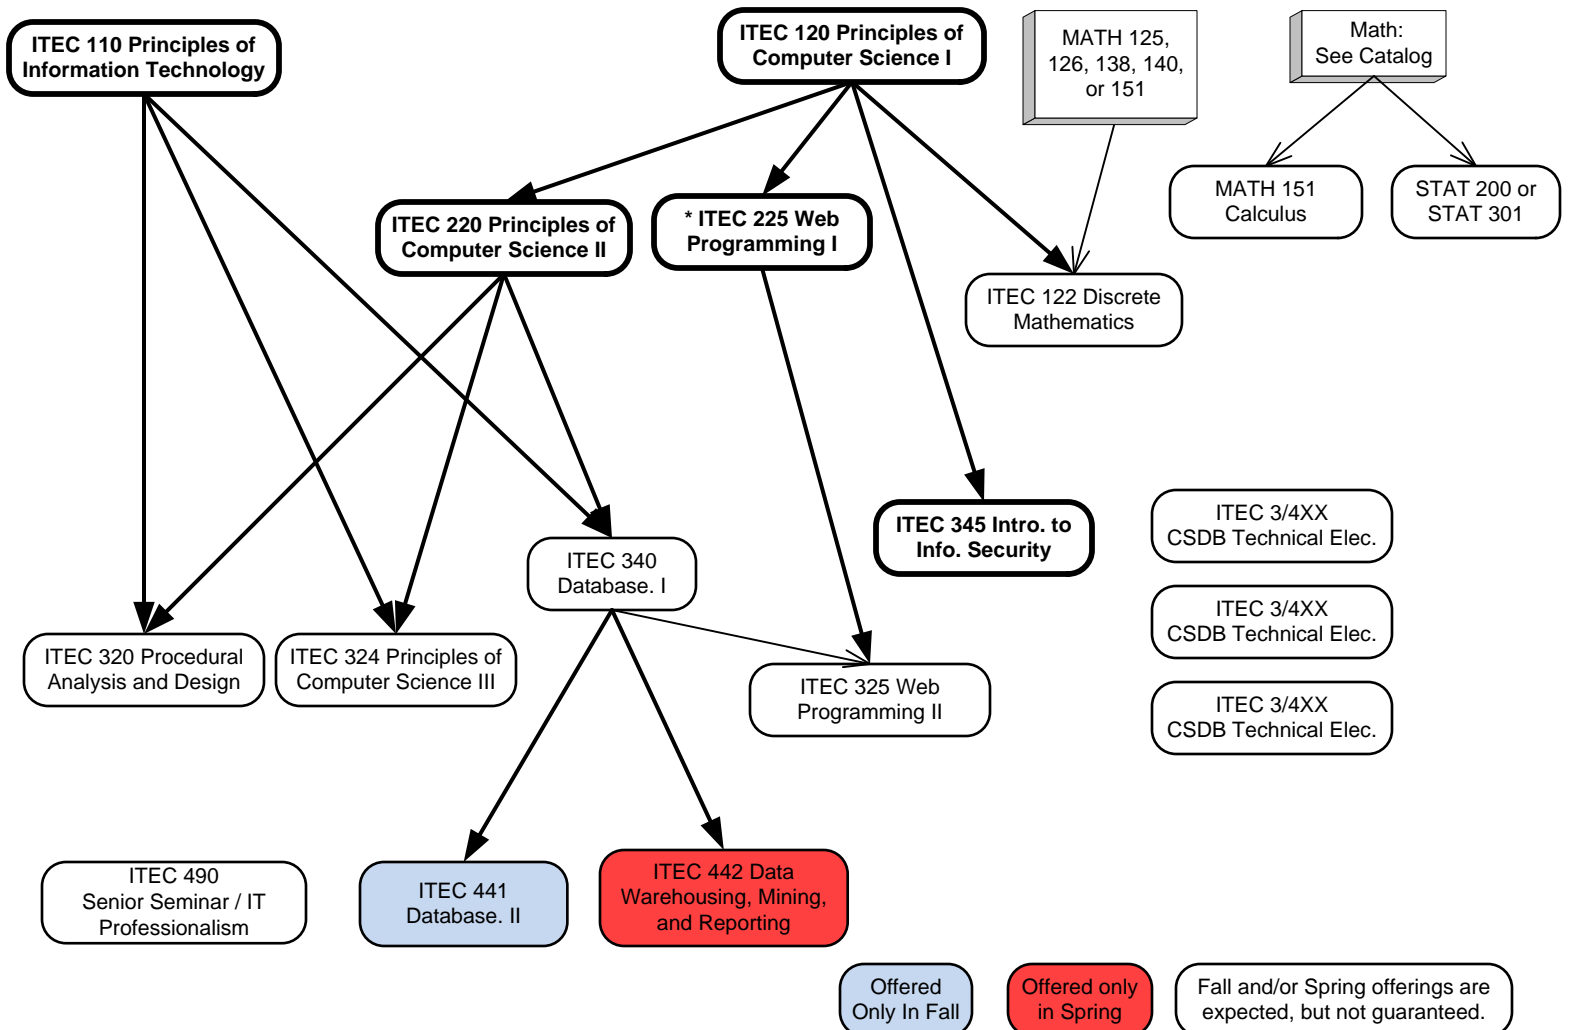 ITEC 110 Principles of
Information Technology
ITEC 120 Principles of
Computer Science I
MATH 125,
126, 138, 140,
or 151
Math:
See Catalog
ITEC 220 Principles of
Computer Science II
* ITEC 225 Web
Programming I
MATH 151
Calculus
STAT 200 or
STAT 301
ITEC 122 Discrete
Mathematics
ITEC 345 Intro. to
Info. Security
ITEC 3/4XX
CSDB Technical Elec.
ITEC 340
Database. I
ITEC 3/4XX
CSDB Technical Elec.
ITEC 320 Procedural
Analysis and Design
ITEC 324 Principles of
Computer Science III
ITEC 325 Web
Programming II
ITEC 3/4XX
CSDB Technical Elec.
ITEC 490
Senior Seminar / IT
Professionalism
ITEC 441
Database. II
ITEC 442 Data
Warehousing, Mining,
and Reporting
Offered
Only In Fall
Offered only
in Spring
Fall and/or Spring offerings are
expected, but not guaranteed.